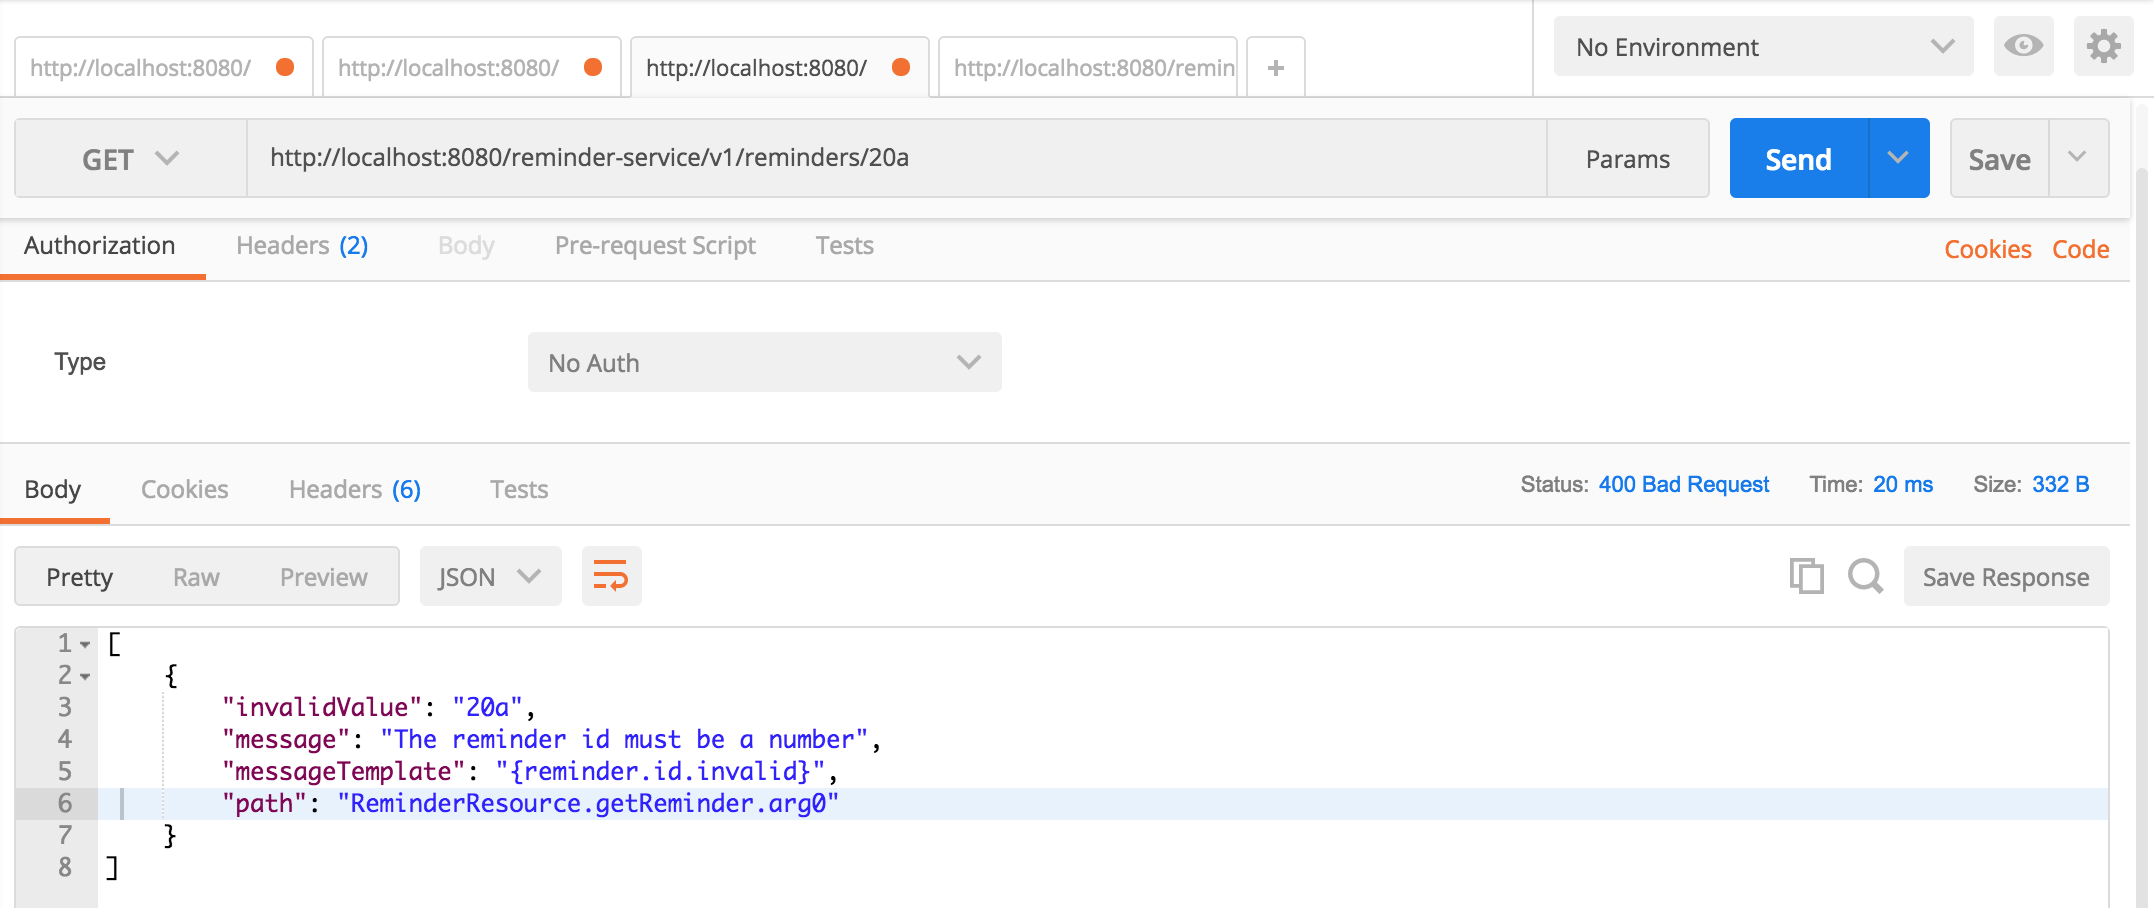 http://localhost:8080/ http://localhost:8080/ http://localhost:8080/ http://localhost:8080/remin + No Environment
GET http://localhost:8080/reminder-service/v1/reminders/20a Params Send Save
Authorization Headers (2) Body Pre-request Script Tests Cookies Code
Type No Auth
Body Cookies Headers (6) Tests Status: 400 Bad Request Time: 20 ms Size: 332 B
Pretty Raw Preview JSON Save Response
1 [
2 {
3 "invalidValue": "20a",
4 "message": "The reminder id must be a number",
5 "messageTemplate": "{reminder.id.invalid}",
6 "path": "ReminderResource.getReminder.arg0"
7 }
8 ]